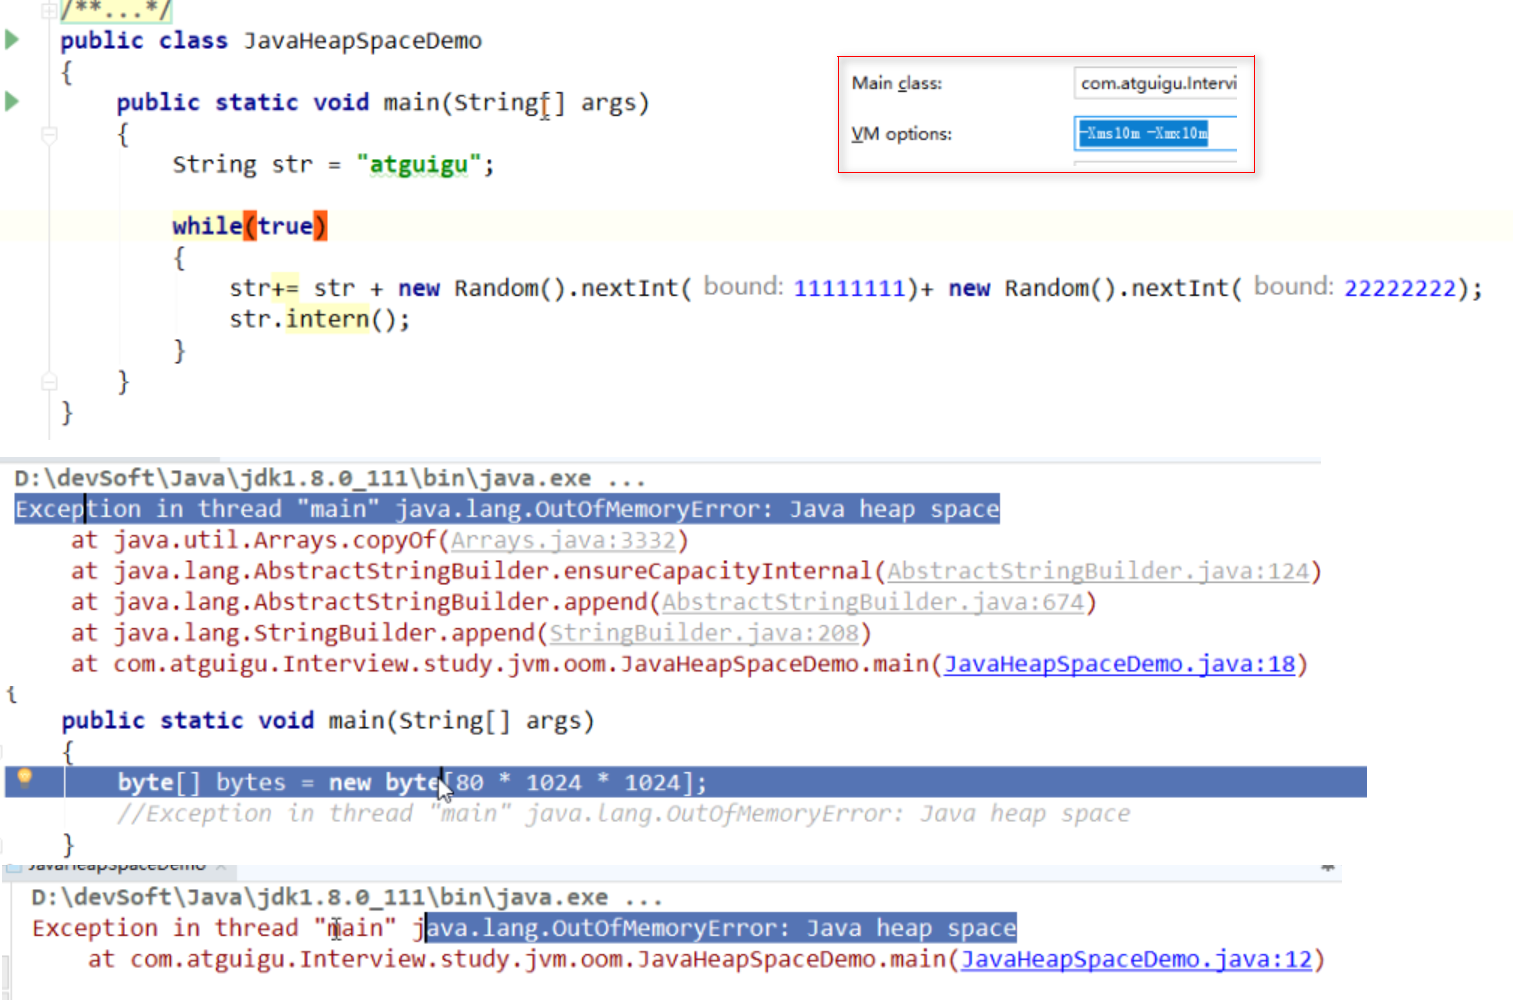 /**...*/
public class JavaHeapSpaceDemo
{
public static void main(String[] args)
{
String str = "atguigu";
while(true)
{
str+= str + new Random().nextInt( bound: 11111111)+ new Random().nextInt( bound: 22222222);
str.intern();
}
}
}
Main class: com.atguigu.Intervi
VM options: -Xms10m -Xmx10m
D:\devSoft\Java\jdk1.8.0_111\bin\java.exe ...
Exception in thread "main" java.lang.OutOfMemoryError: Java heap space
at java.util.Arrays.copyOf(Arrays.java:3332)
at java.lang.AbstractStringBuilder.ensureCapacityInternal(AbstractStringBuilder.java:124)
at java.lang.AbstractStringBuilder.append(AbstractStringBuilder.java:674)
at java.lang.StringBuilder.append(StringBuilder.java:208)
at com.atguigu.Interview.study.jvm.oom.JavaHeapSpaceDemo.main(JavaHeapSpaceDemo.java:18)
{
public static void main(String[] args)
{
byte[] bytes = new byte[80 * 1024 * 1024];
//Exception in thread "main" java.lang.OutOfMemoryError: Java heap space
}
JavaHeapSpaceDemo
D:\devSoft\Java\jdk1.8.0_111\bin\java.exe ...
Exception in thread "main" java.lang.OutOfMemoryError: Java heap space
at com.atguigu.Interview.study.jvm.oom.JavaHeapSpaceDemo.main(JavaHeapSpaceDemo.java:12)